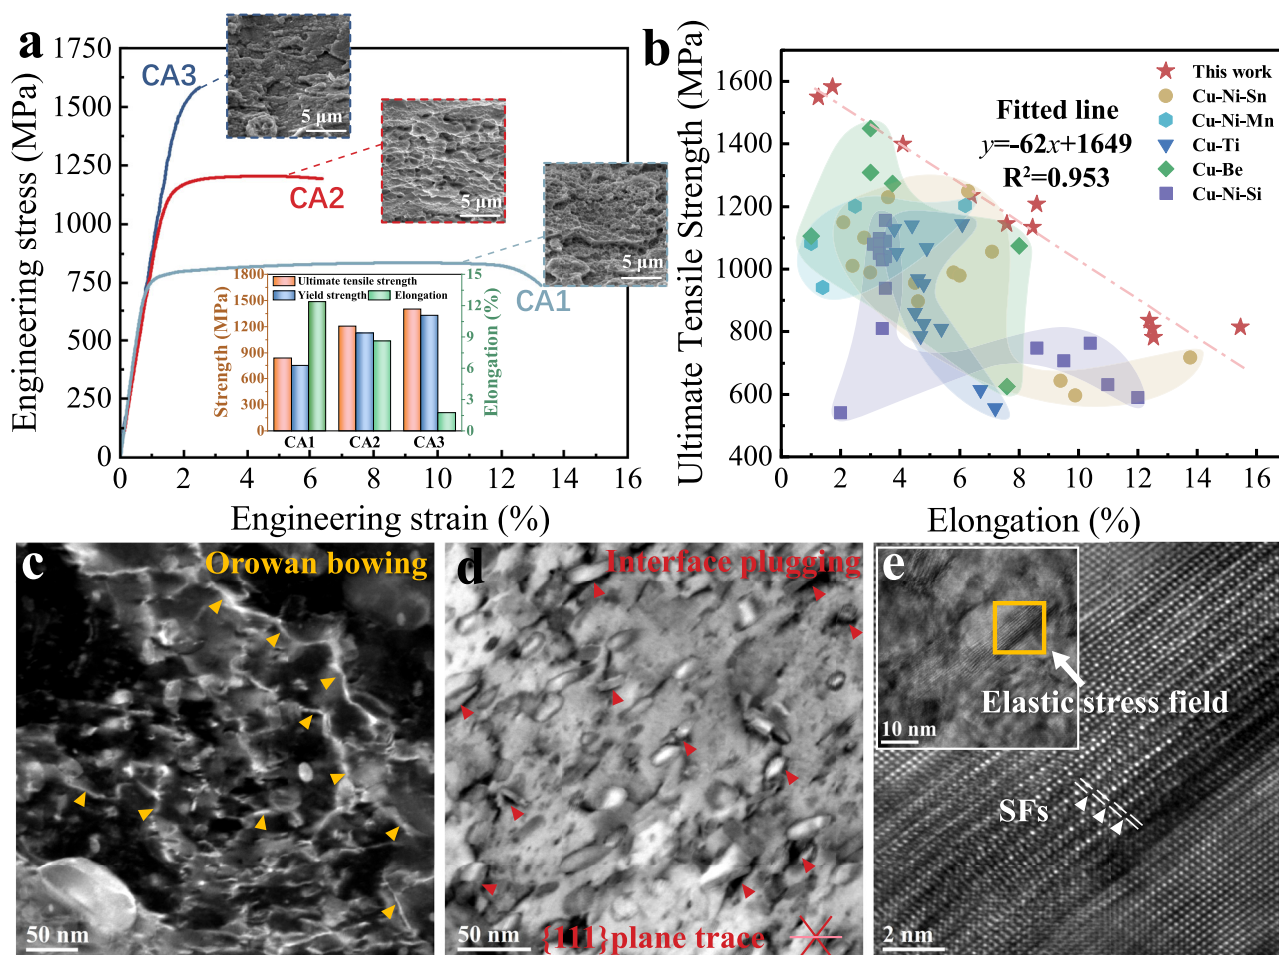 a
1750
1500
1250
1000
750
500
250
0
Engineering stress (MPa)
CA3
CA2
CA1
5 µm
5 µm
5 µm
1800
1500
1200
900
600
300
0
Strength (MPa)
Ultimate tensile strength
Yield strength
Elongation
15
12
9
6
3
0
Elongation (%)
CA1 CA2 CA3
0 2 4 6 8 10 12 14 16
Engineering strain (%)
b
1600
1400
1200
1000
800
600
400
Ultimate Tensile Strength (MPa)
Fitted line
y=-62x+1649
R²=0.953
This work
Cu-Ni-Sn
Cu-Ni-Mn
Cu-Ti
Cu-Be
Cu-Ni-Si
0 2 4 6 8 10 12 14 16
Elongation (%)
c
Orowan bowing
50 nm
d
Interface plugging
50 nm
{111}plane trace
e
Elastic stress field
10 nm
SFs
2 nm